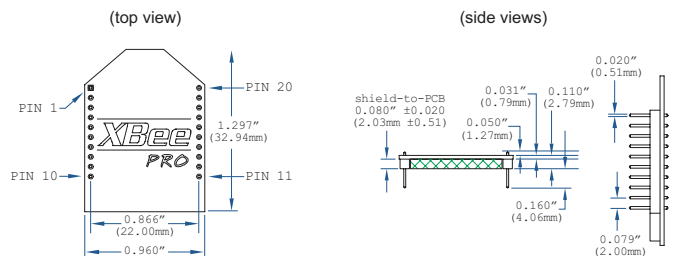 (top view)
(side views)
PIN 1
PIN 20
XBee
PRO
PIN 10
PIN 11
1.297”
(32.94mm)
0.866”
(22.00mm)
0.960”
shield-to-PCB
0.080” ±0.020
(2.03mm ±0.51)
0.031”
(0.79mm)
0.110”
(2.79mm)
0.050”
(1.27mm)
0.160”
(4.06mm)
0.020”
(0.51mm)
0.079”
(2.00mm)